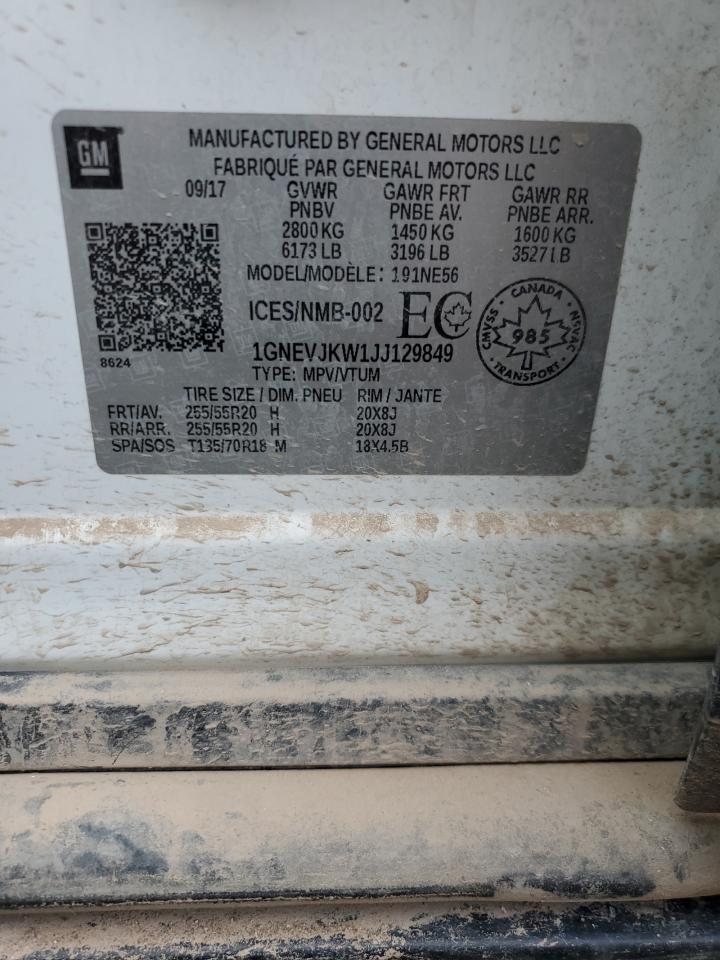 GM
MANUFACTURED BY GENERAL MOTORS LLC
FABRIQUÉ PAR GENERAL MOTORS LLC
09/17 GVWR GAWR FRT GAWR RR
PNBV PNBE AV. PNBE ARR.
2800 KG 1450 KG 1600 KG
6173 LB 3196 LB 3527 LB
MODEL/MODÈLE: 191NE56
ICES/NMB-002 EC
CANADA
CMVSS 985 NSVAC
TRANSPORT
8624
1GNEVJKW1JJ129849
TYPE: MPV/VTUM
TIRE SIZE / DIM. PNEU RIM / JANTE
FRT/AV. 255/55R20 H 20X8J
RR/ARR. 255/55R20 H 20X8J
SPA/SOS T135/70R18 M 18X4.5B